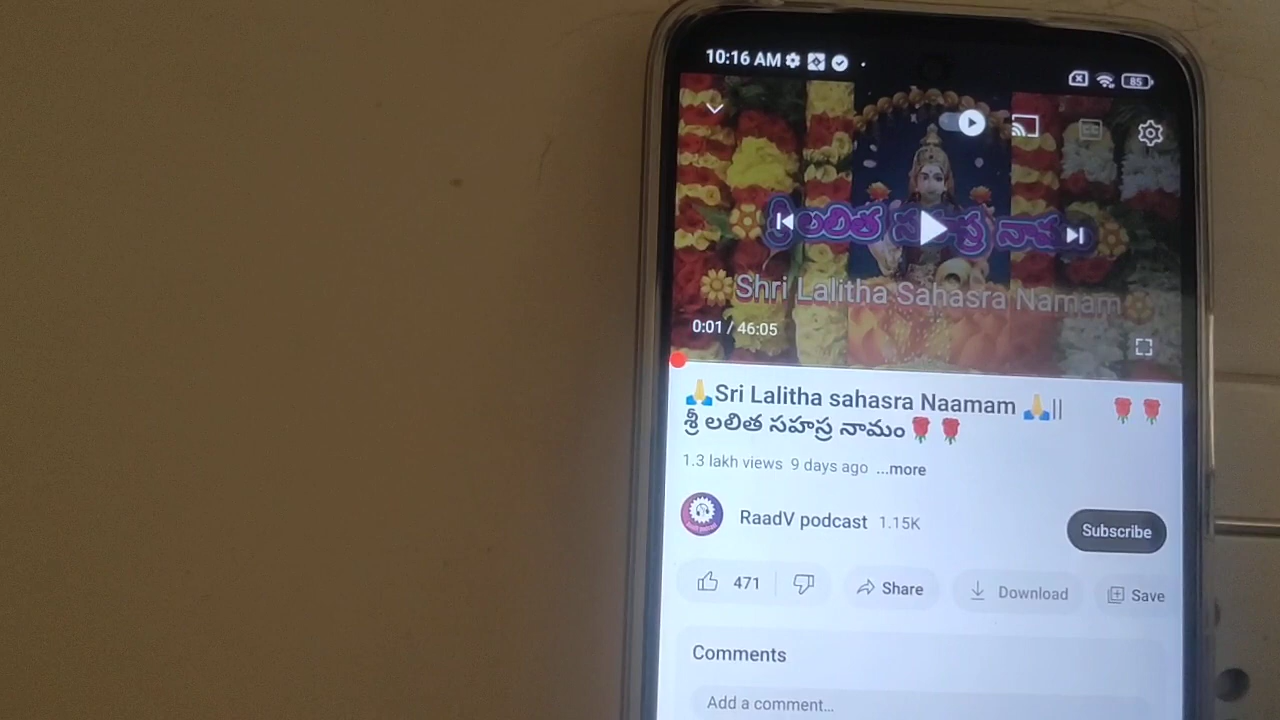 10:16 AM
85
శ్రీ లలిత సహస్ర నామం
Shri Lalitha Sahasra Namam
0:01 / 46:05
🙏Sri Lalitha sahasra Naamam 🙏|| 🌹🌹
శ్రీ లలిత సహస్ర నామం🌹🌹
1.3 lakh views 9 days ago ...more
RaadV podcast 1.15K
Subscribe
471 Share Download Save
Comments
Add a comment...